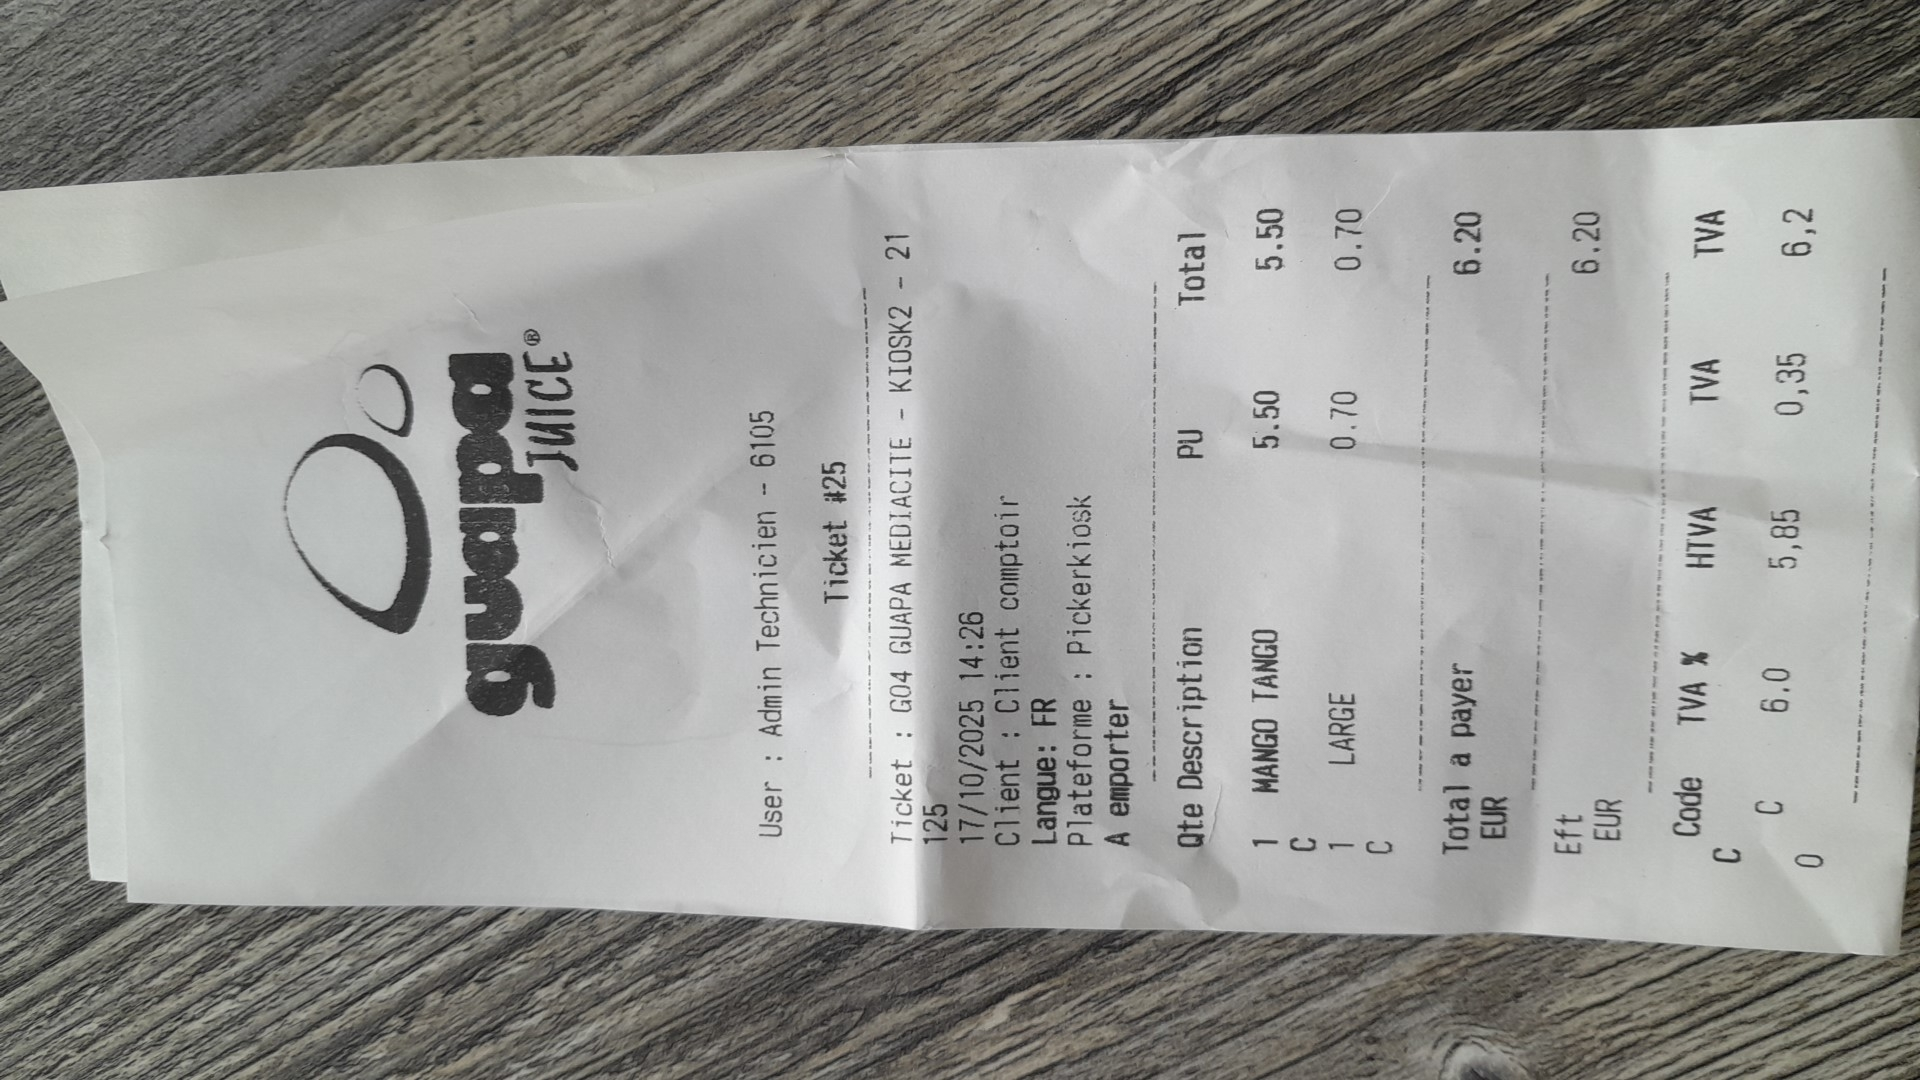 guapa
JUICE®
User : Admin Technicien - 6105
Ticket #25
Ticket : G04 GUAPA MEDIACITE - KIOSK2 - 21
125
17/10/2025 14:26
Client : Client comptoir
Langue: FR
Plateforme : Pickerkiosk
A emporter
Qte Description PU Total
1 MANGO TANGO 5.50 5.50
C
1 LARGE 0.70 0.70
C
Total a payer 6.20
EUR
Eft 6.20
EUR
Code TVA % HTVA TVA TVA
C
C 6.0 5,85 0,35 6,2
0